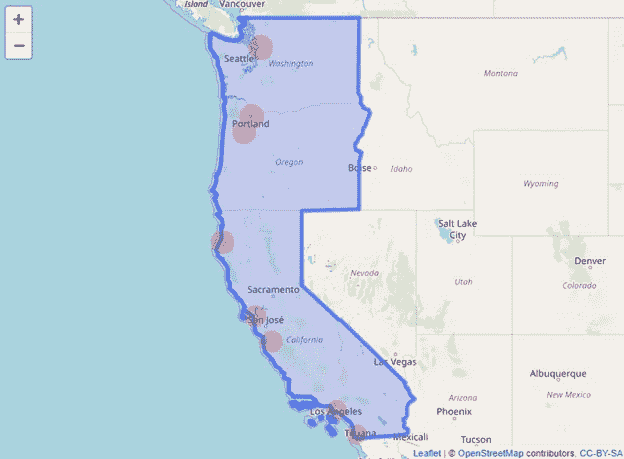 +
−
Island
Vancouver
Seattle
Washington
Montana
Portland
Oregon
Boise
Idaho
Wyoming
Salt Lake
City
Nevada
Utah
Denver
Colorado
Sacramento
San José
California
Las Vegas
Albuquerque
New Mexico
Los Angeles
Arizona
Phoenix
Tijuana
Mexicali
Tucson
Leaflet | © OpenStreetMap contributors, CC-BY-SA